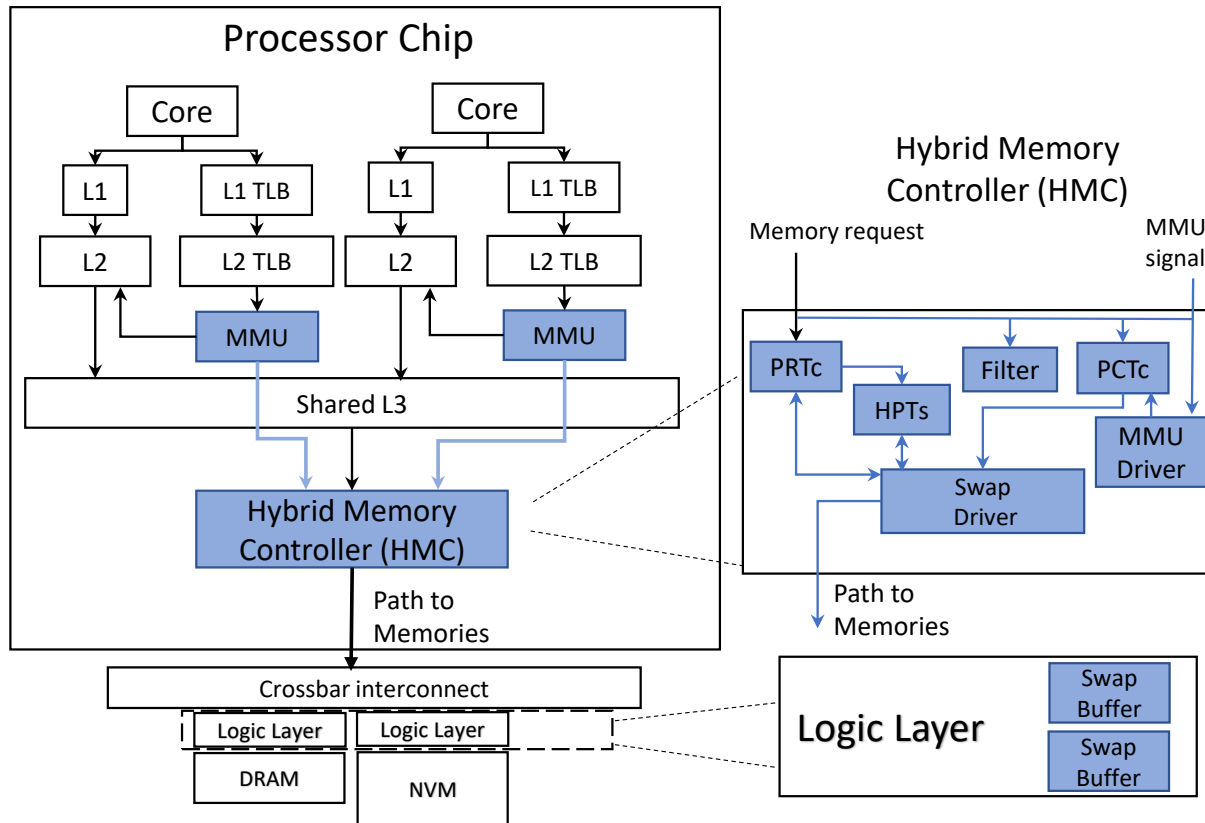 Processor Chip
Core
Core
L1
L1 TLB
L1
L1 TLB
L2
L2 TLB
L2
L2 TLB
MMU
MMU
Shared L3
Hybrid Memory
Controller (HMC)
Path to
Memories
Crossbar interconnect
Logic Layer
Logic Layer
DRAM
NVM
Hybrid Memory
Controller (HMC)
Memory request
MMU
signal
PRTc
Filter
PCTc
HPTs
MMU
Driver
Swap
Driver
Path to
Memories
Logic Layer
Swap
Buffer
Swap
Buffer